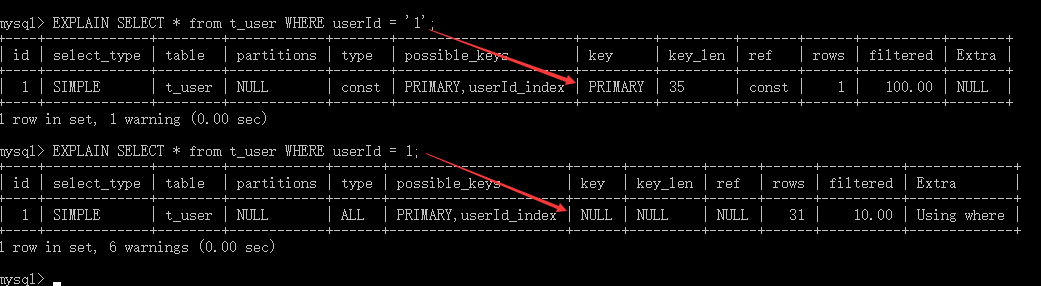 mysql> EXPLAIN SELECT * from t_user WHERE userId = '1';
+----+-------------+--------+------------+-------+----------------------+---------+---------+-------+------+----------+-------+
| id | select_type | table | partitions | type | possible_keys | key | key_len | ref | rows | filtered | Extra |
+----+-------------+--------+------------+-------+----------------------+---------+---------+-------+------+----------+-------+
| 1 | SIMPLE | t_user | NULL | const | PRIMARY,userId_index | PRIMARY | 35 | const | 1 | 100.00 | NULL |
+----+-------------+--------+------------+-------+----------------------+---------+---------+-------+------+----------+-------+
1 row in set, 1 warning (0.00 sec)
mysql> EXPLAIN SELECT * from t_user WHERE userId = 1;
+----+-------------+--------+------------+------+----------------------+------+---------+------+------+----------+-------------+
| id | select_type | table | partitions | type | possible_keys | key | key_len | ref | rows | filtered | Extra |
+----+-------------+--------+------------+------+----------------------+------+---------+------+------+----------+-------------+
| 1 | SIMPLE | t_user | NULL | ALL | PRIMARY,userId_index | NULL | NULL | NULL | 31 | 10.00 | Using where |
+----+-------------+--------+------------+------+----------------------+------+---------+------+------+----------+-------------+
1 row in set, 6 warnings (0.00 sec)
mysql>